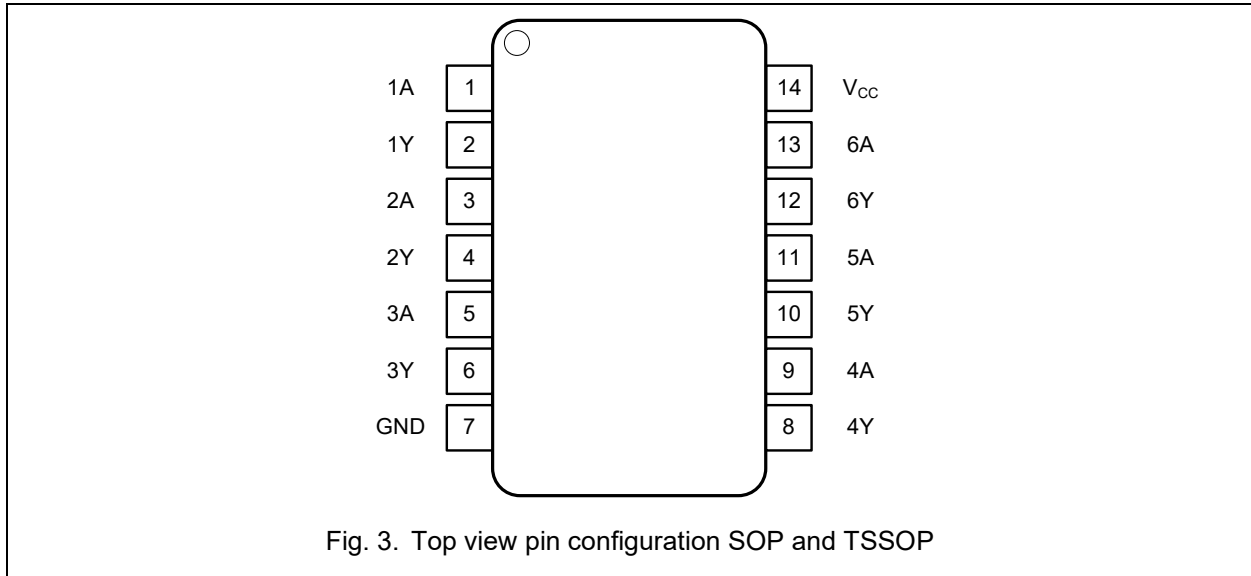 1A 1 14 VCC
1Y 2 13 6A
2A 3 12 6Y
2Y 4 11 5A
3A 5 10 5Y
3Y 6 9 4A
GND 7 8 4Y
Fig. 3. Top view pin configuration SOP and TSSOP